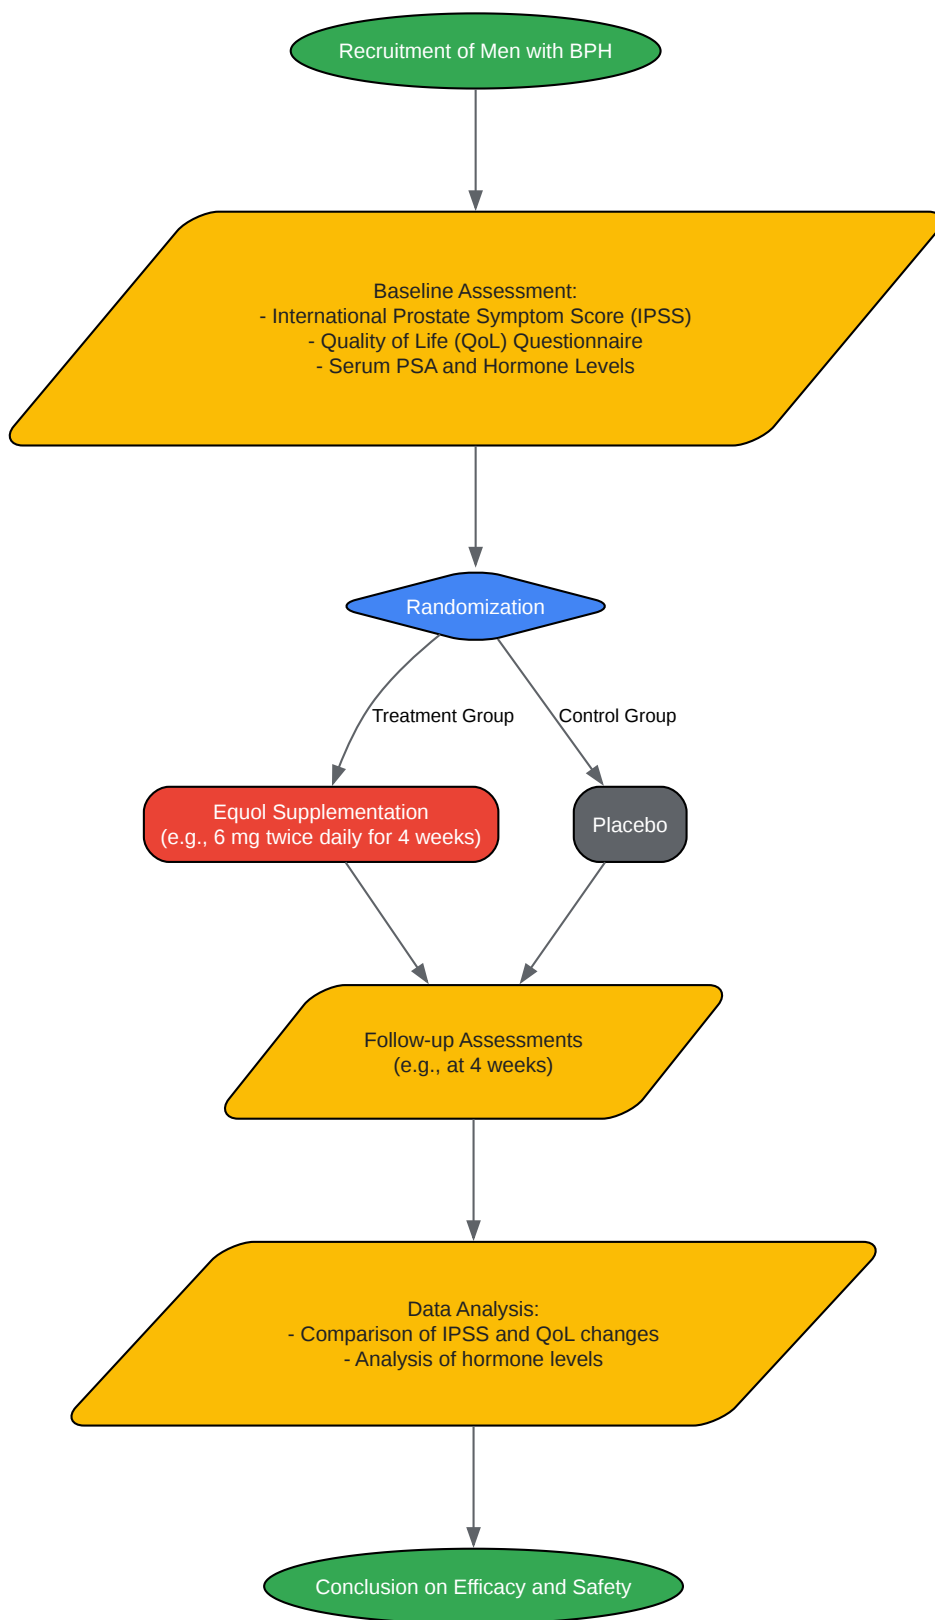 Recruitment of Men with BPH
Baseline Assessment:
- International Prostate Symptom Score (IPSS)
- Quality of Life (QoL) Questionnaire
- Serum PSA and Hormone Levels
Randomization
Treatment Group
Control Group
Equol Supplementation
(e.g., 6 mg twice daily for 4 weeks)
Placebo
Follow-up Assessments
(e.g., at 4 weeks)
Data Analysis:
- Comparison of IPSS and QoL changes
- Analysis of hormone levels
Conclusion on Efficacy and Safety